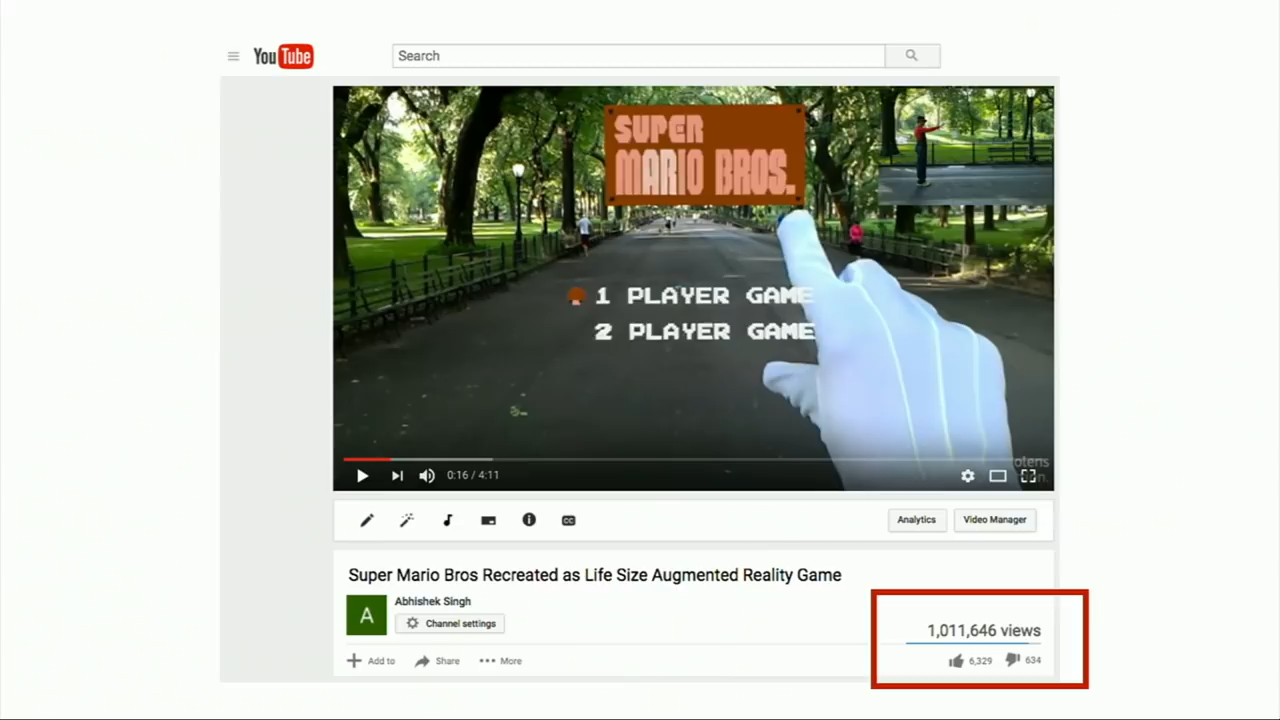 YouTube
Search
SUPER
MARIO BROS.
1 PLAYER GAME
2 PLAYER GAME
0:16 / 4:11
CC
Analytics
Video Manager
Super Mario Bros Recreated as Life Size Augmented Reality Game
A
Abhishek Singh
Channel settings
1,011,646 views
Add to
Share
More
6,329
634